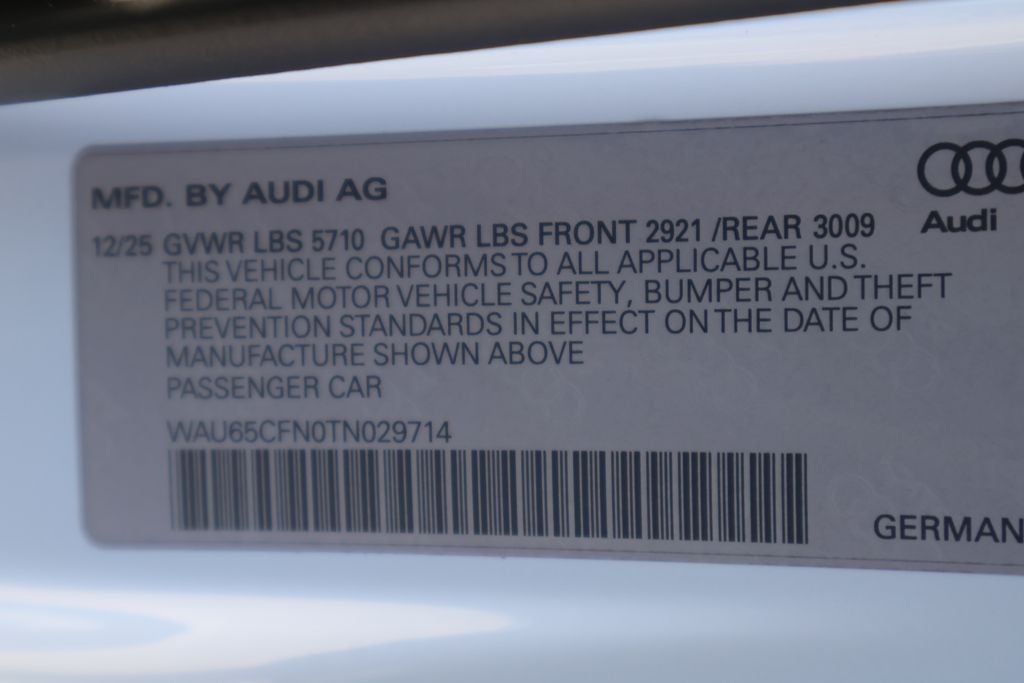 MFD. BY AUDI AG
Audi
12/25 GVWR LBS 5710 GAWR LBS FRONT 2921 /REAR 3009
THIS VEHICLE CONFORMS TO ALL APPLICABLE U.S.
FEDERAL MOTOR VEHICLE SAFETY, BUMPER AND THEFT
PREVENTION STANDARDS IN EFFECT ON THE DATE OF
MANUFACTURE SHOWN ABOVE
PASSENGER CAR
WAU65CFN0TN029714
GERMAN